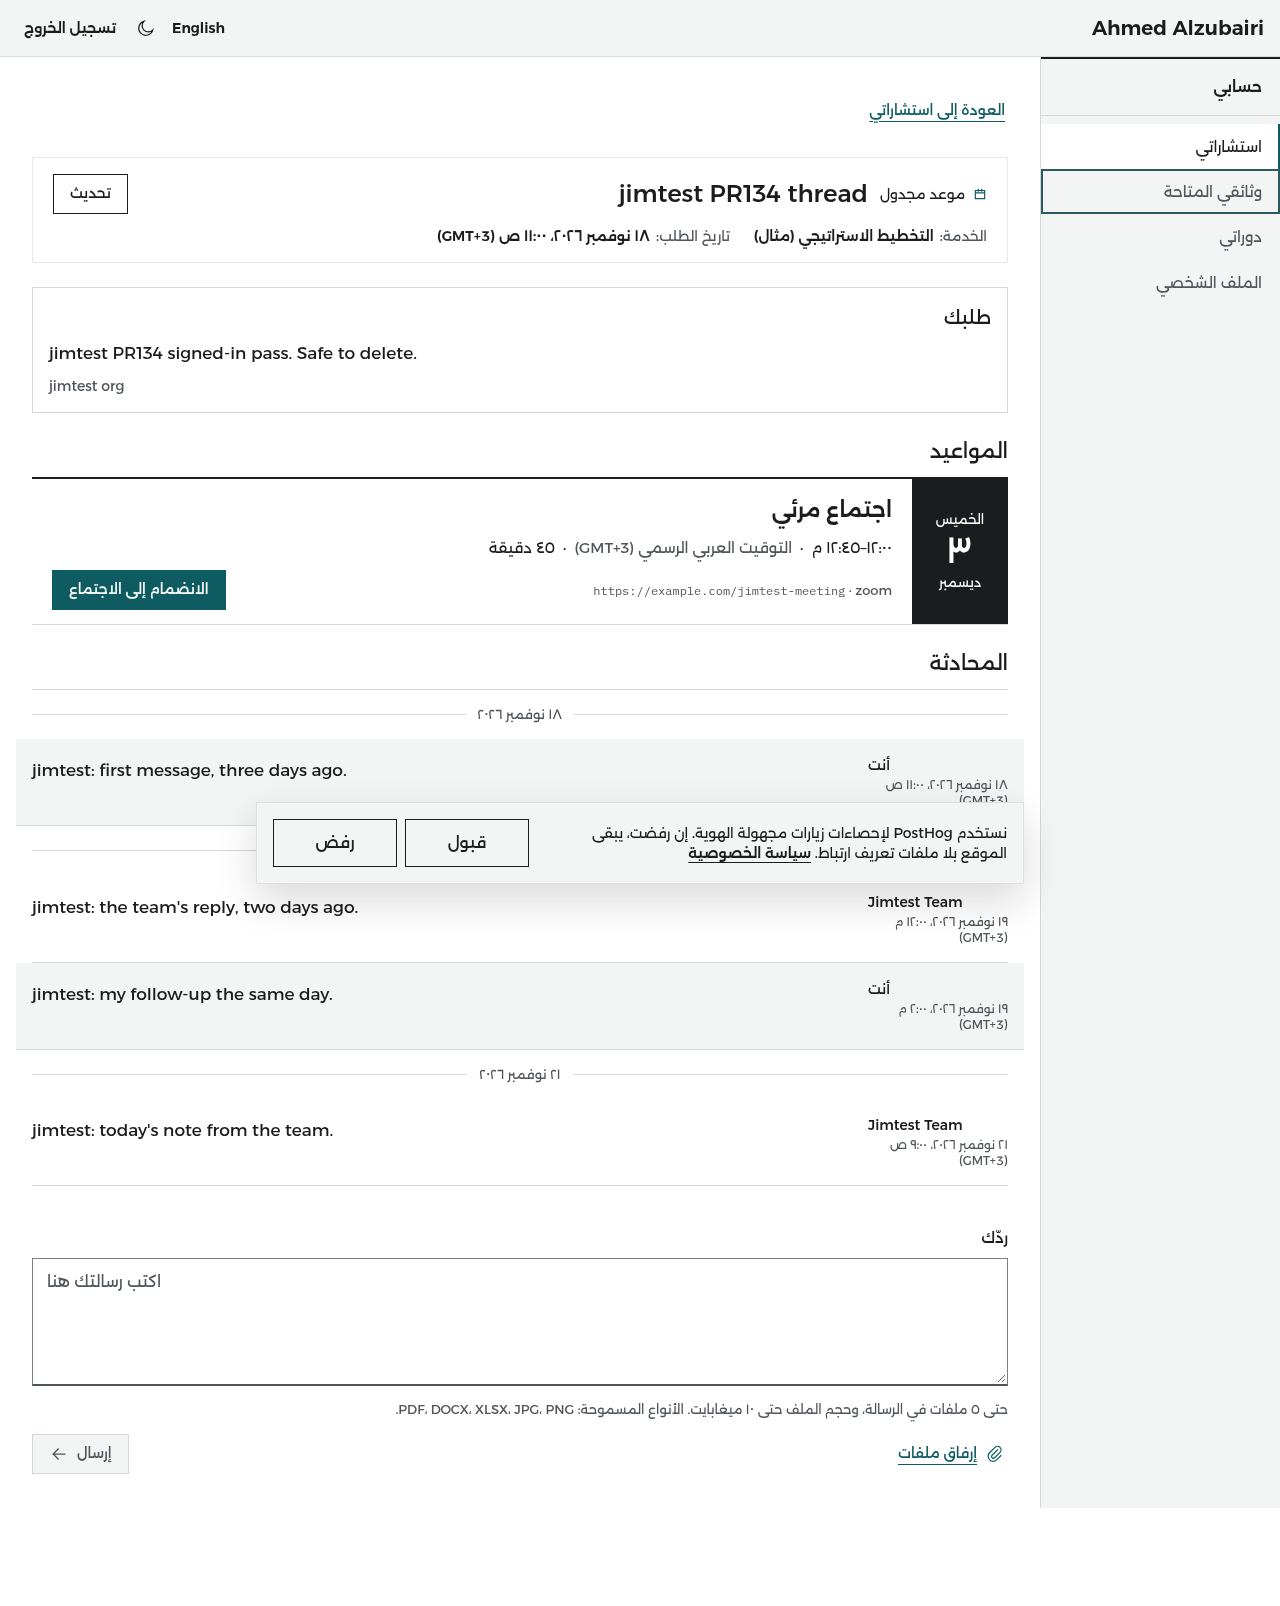 Ahmed Alzubairi
English
تسجيل الخروج
حسابي
استشاراتي
وثائقي المتاحة
دوراتي
الملف الشخصي
العودة إلى استشاراتي
موعد مجدول jimtest PR134 thread
تحديث
الخدمة: التخطيط الاستراتيجي (مثال) تاريخ الطلب: ١٨ نوفمبر ٢٠٢٦، ١١:٠٠ ص (GMT+3)
طلبك
jimtest PR134 signed-in pass. Safe to delete.
jimtest org
المواعيد
الخميس
٣
ديسمبر
اجتماع مرئي
١٢:٠٠–١٢:٤٥ م · التوقيت العربي الرسمي (GMT+3) · ٤٥ دقيقة
zoom · https://example.com/jimtest-meeting
الانضمام إلى الاجتماع
المحادثة
١٨ نوفمبر ٢٠٢٦
أنت
١٨ نوفمبر ٢٠٢٦، ١١:٠٠ ص
(GMT+3)
jimtest: first message, three days ago.
نستخدم PostHog لإحصاءات زيارات مجهولة الهوية. إن رفضت، يبقى
الموقع بلا ملفات تعريف ارتباط. سياسة الخصوصية
قبول
رفض
Jimtest Team
١٩ نوفمبر ٢٠٢٦، ١٢:٠٠ م
(GMT+3)
jimtest: the team's reply, two days ago.
أنت
١٩ نوفمبر ٢٠٢٦، ٢:٠٠ م
(GMT+3)
jimtest: my follow-up the same day.
٢١ نوفمبر ٢٠٢٦
Jimtest Team
٢١ نوفمبر ٢٠٢٦، ٩:٠٠ ص
(GMT+3)
jimtest: today's note from the team.
ردّك
اكتب رسالتك هنا
حتى ٥ ملفات في الرسالة، وحجم الملف حتى ١٠ ميغابايت. الأنواع المسموحة: PDF، DOCX، XLSX، JPG، PNG.
إرفاق ملفات
إرسال